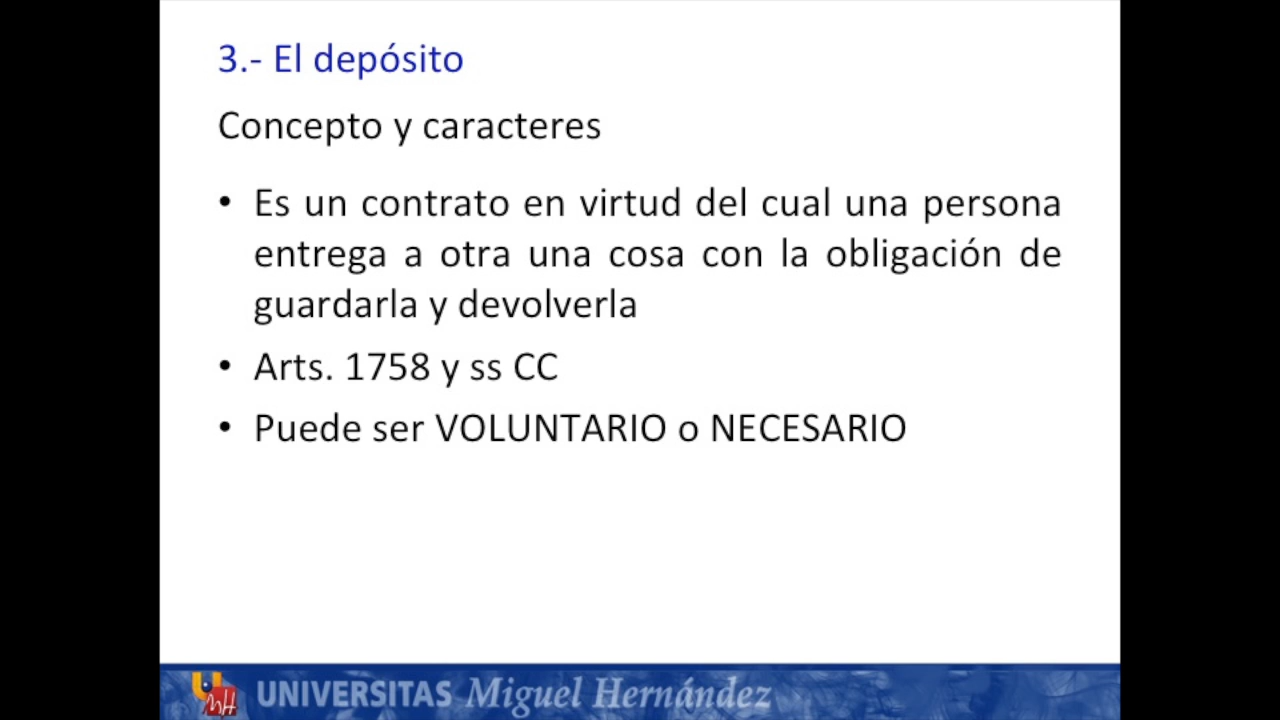 3.- El depósito
Concepto y caracteres
• Es un contrato en virtud del cual una persona
entrega a otra una cosa con la obligación de
guardarla y devolverla
• Arts. 1758 y ss CC
• Puede ser VOLUNTARIO o NECESARIO
UMH UNIVERSITAS Miguel Hernández